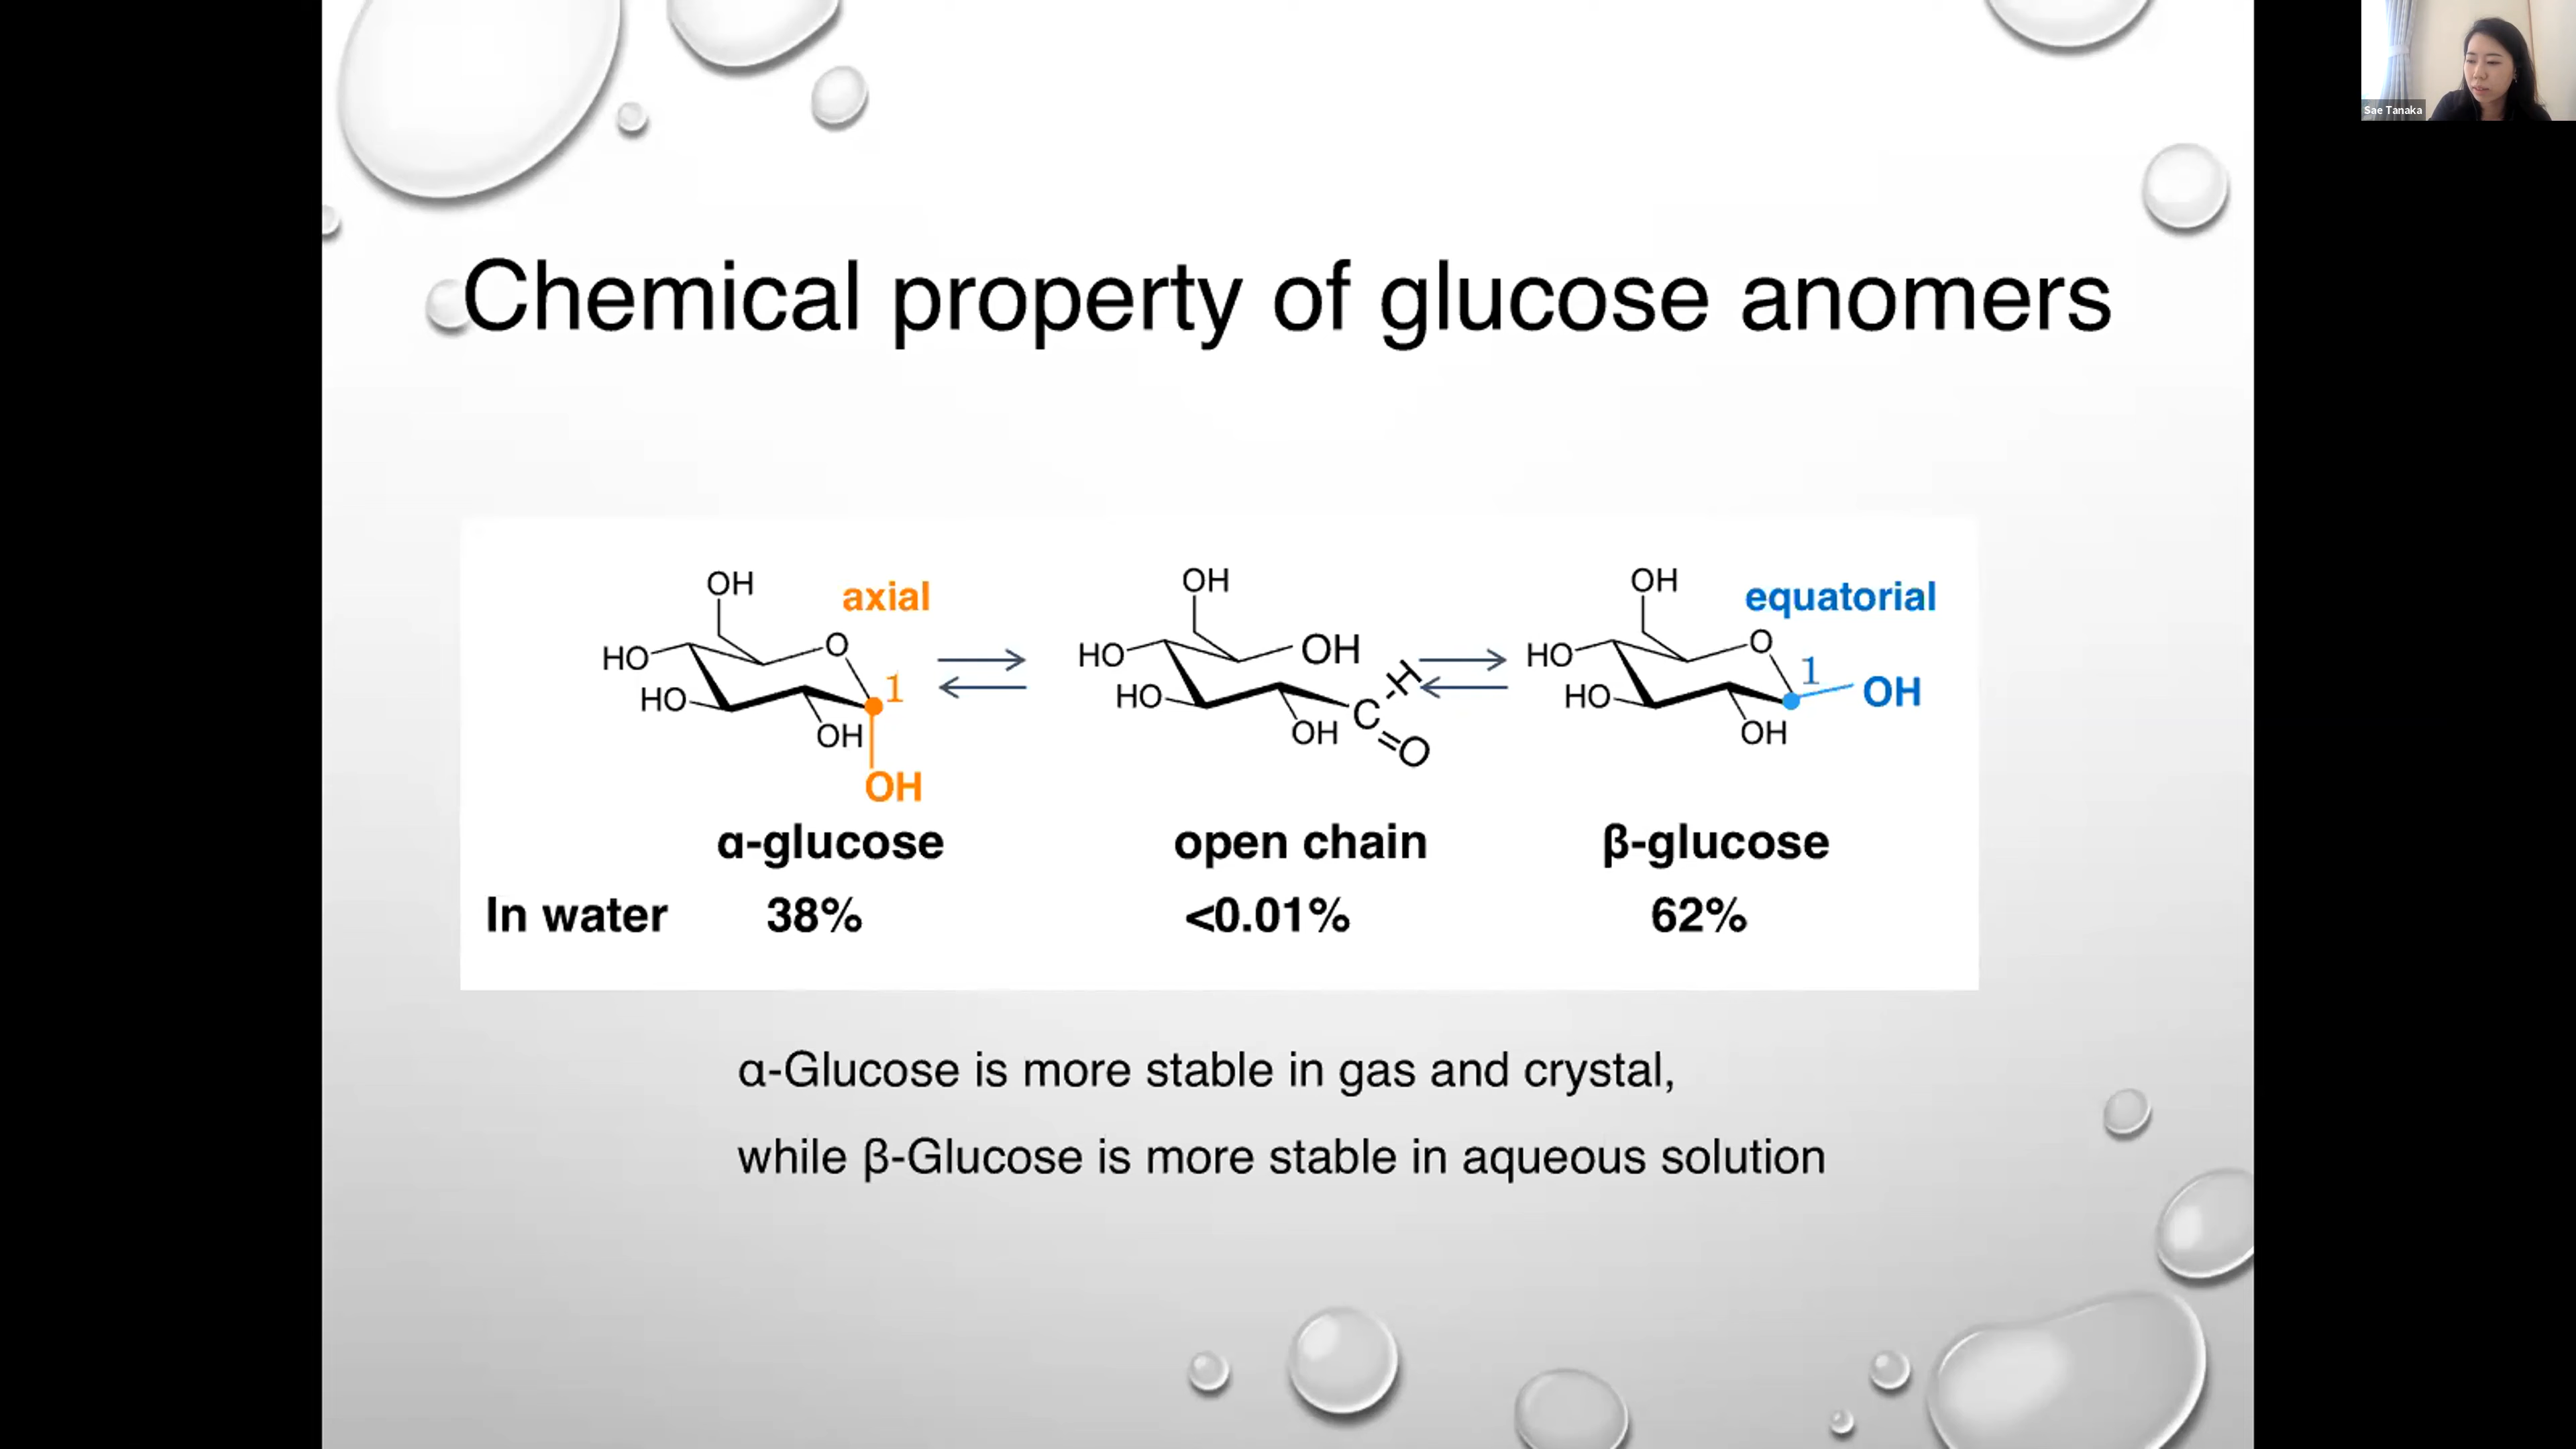 Sae Tanaka
Chemical property of glucose anomers
OH
axial
HO
O
HO
1
OH
OH
OH
HO
OH
HO
H
OH
C
O
OH
equatorial
HO
O
HO
1
OH
OH
α-glucose
open chain
β-glucose
In water
38%
<0.01%
62%
α-Glucose is more stable in gas and crystal,
while β-Glucose is more stable in aqueous solution